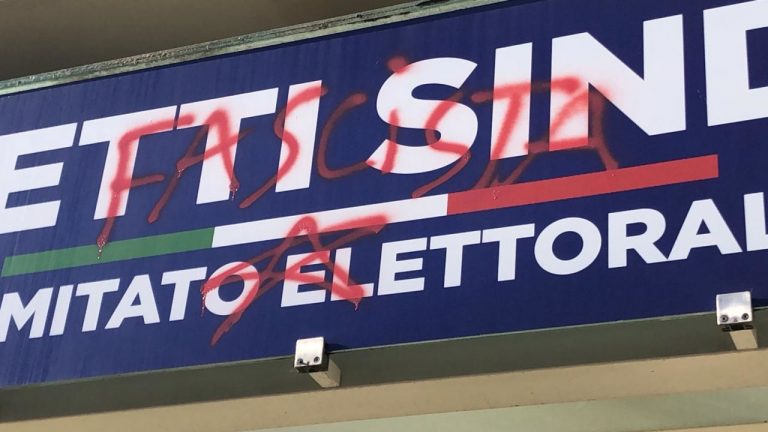 ETTI SIND
FASCISTA
MITATO ELETTORAL